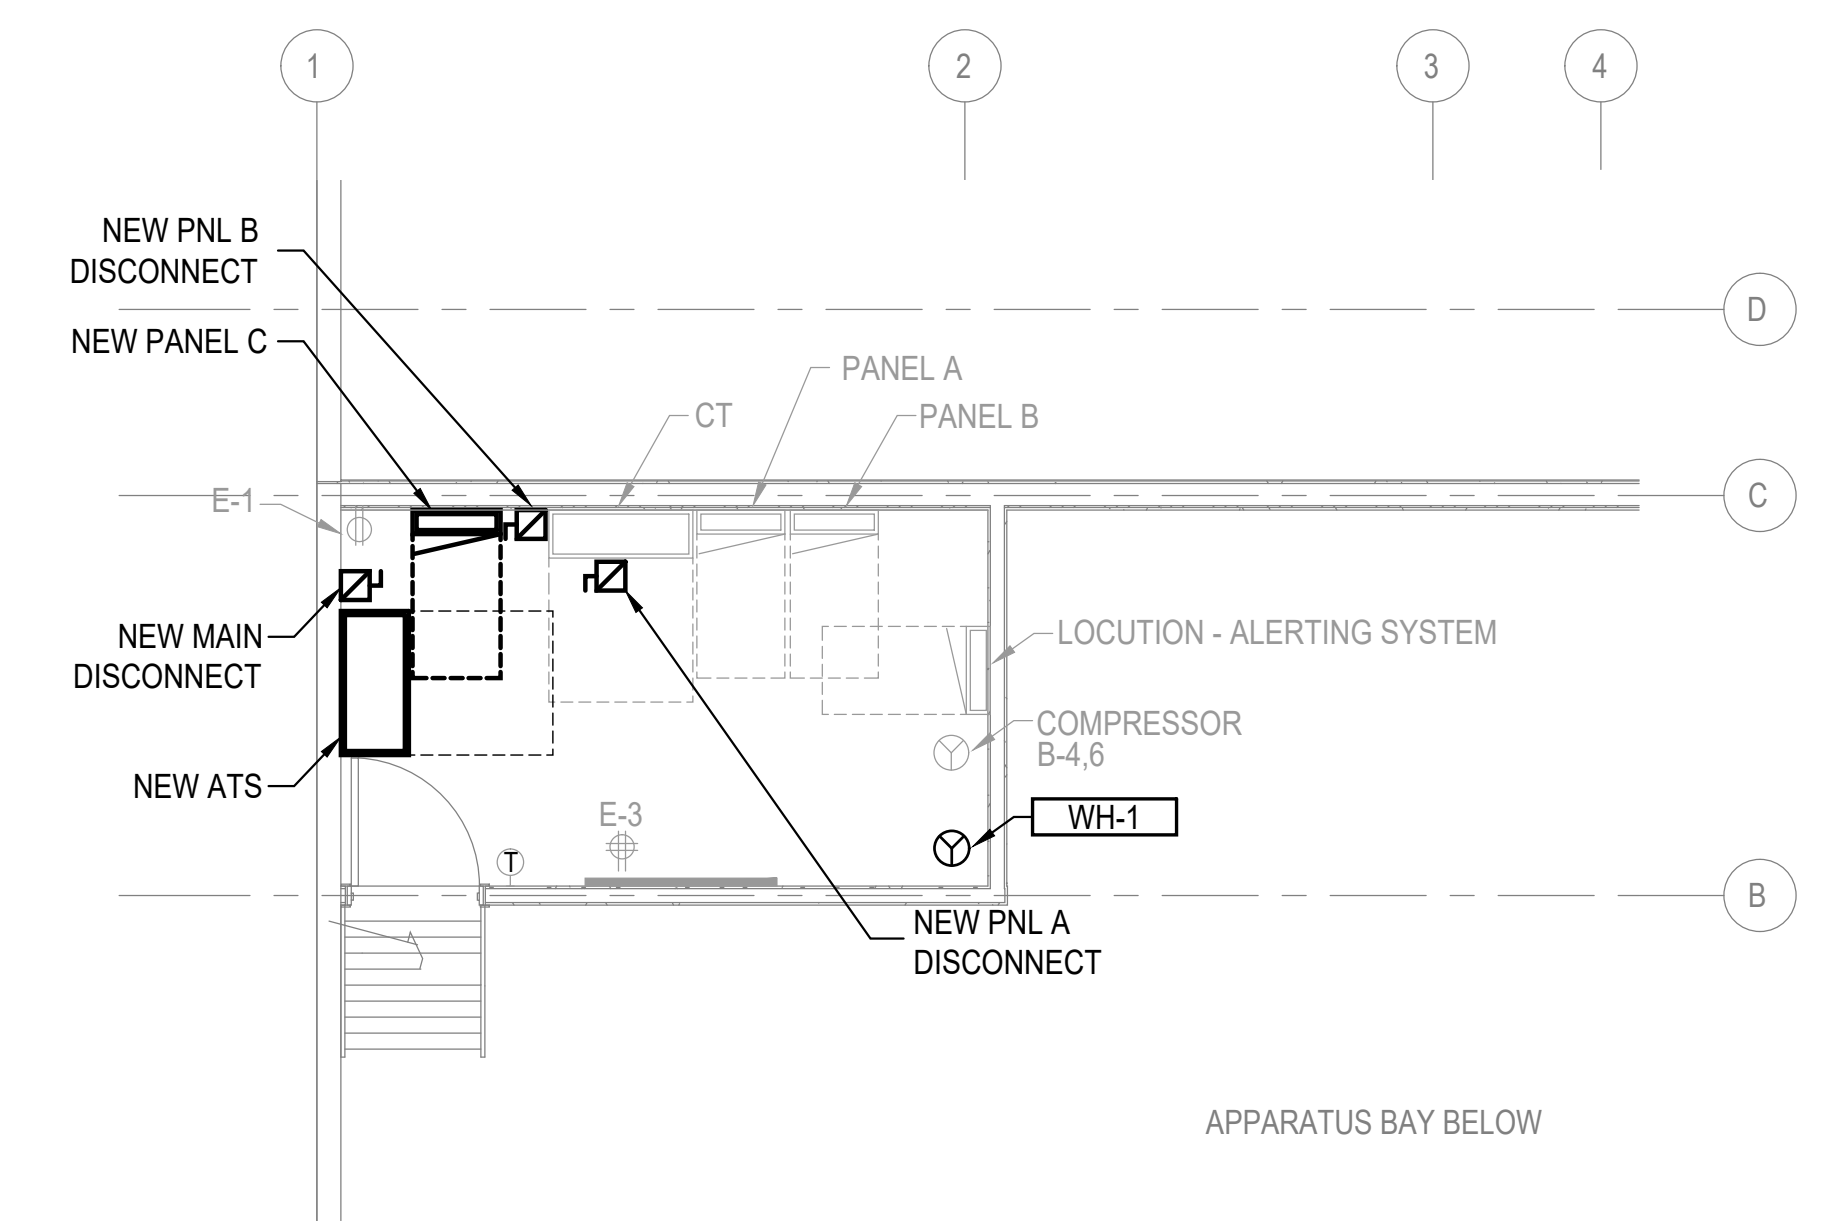 1
2
3
4
NEW PNL B
DISCONNECT
D
NEW PANEL C
PANEL A
CT
PANEL B
C
E-1
NEW MAIN
DISCONNECT
LOCUTION - ALERTING SYSTEM
COMPRESSOR
B-4,6
NEW ATS
E-3
WH-1
T
B
NEW PNL A
DISCONNECT
APPARATUS BAY BELOW